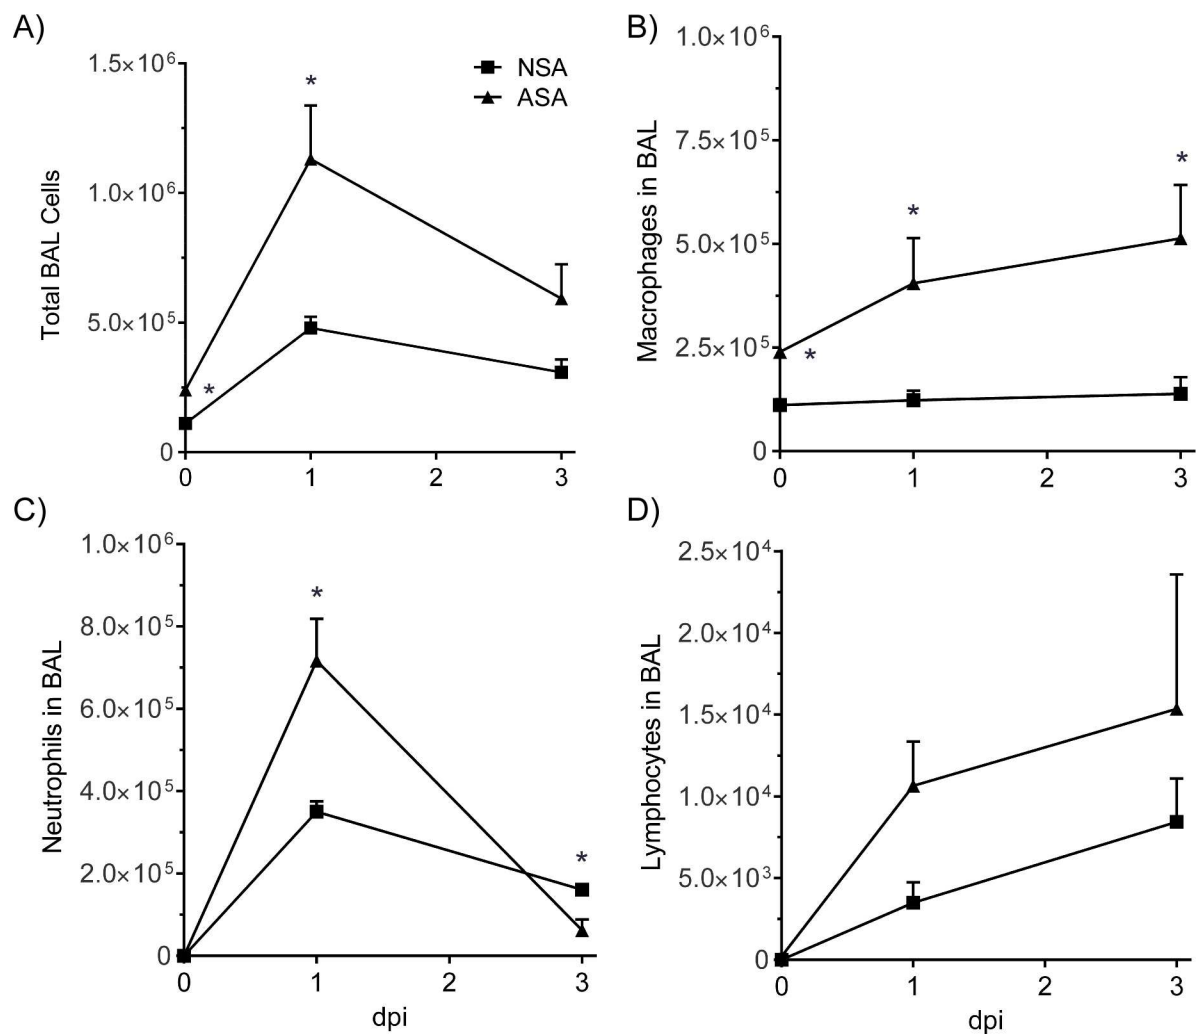 A)
Total BAL Cells
1.5×10⁶
1.0×10⁶
5.0×10⁵
0
0 1 2 3
*
*
NSA
ASA
B)
Macrophages in BAL
1.0×10⁶
7.5×10⁵
5.0×10⁵
2.5×10⁵
0
0 1 2 3
*
*
*
C)
Neutrophils in BAL
1.0×10⁶
8.0×10⁵
6.0×10⁵
4.0×10⁵
2.0×10⁵
0
0 1 2 3
*
*
dpi
D)
Lymphocytes in BAL
2.5×10⁴
2.0×10⁴
1.5×10⁴
1.0×10⁴
5.0×10³
0
0 1 2 3
dpi